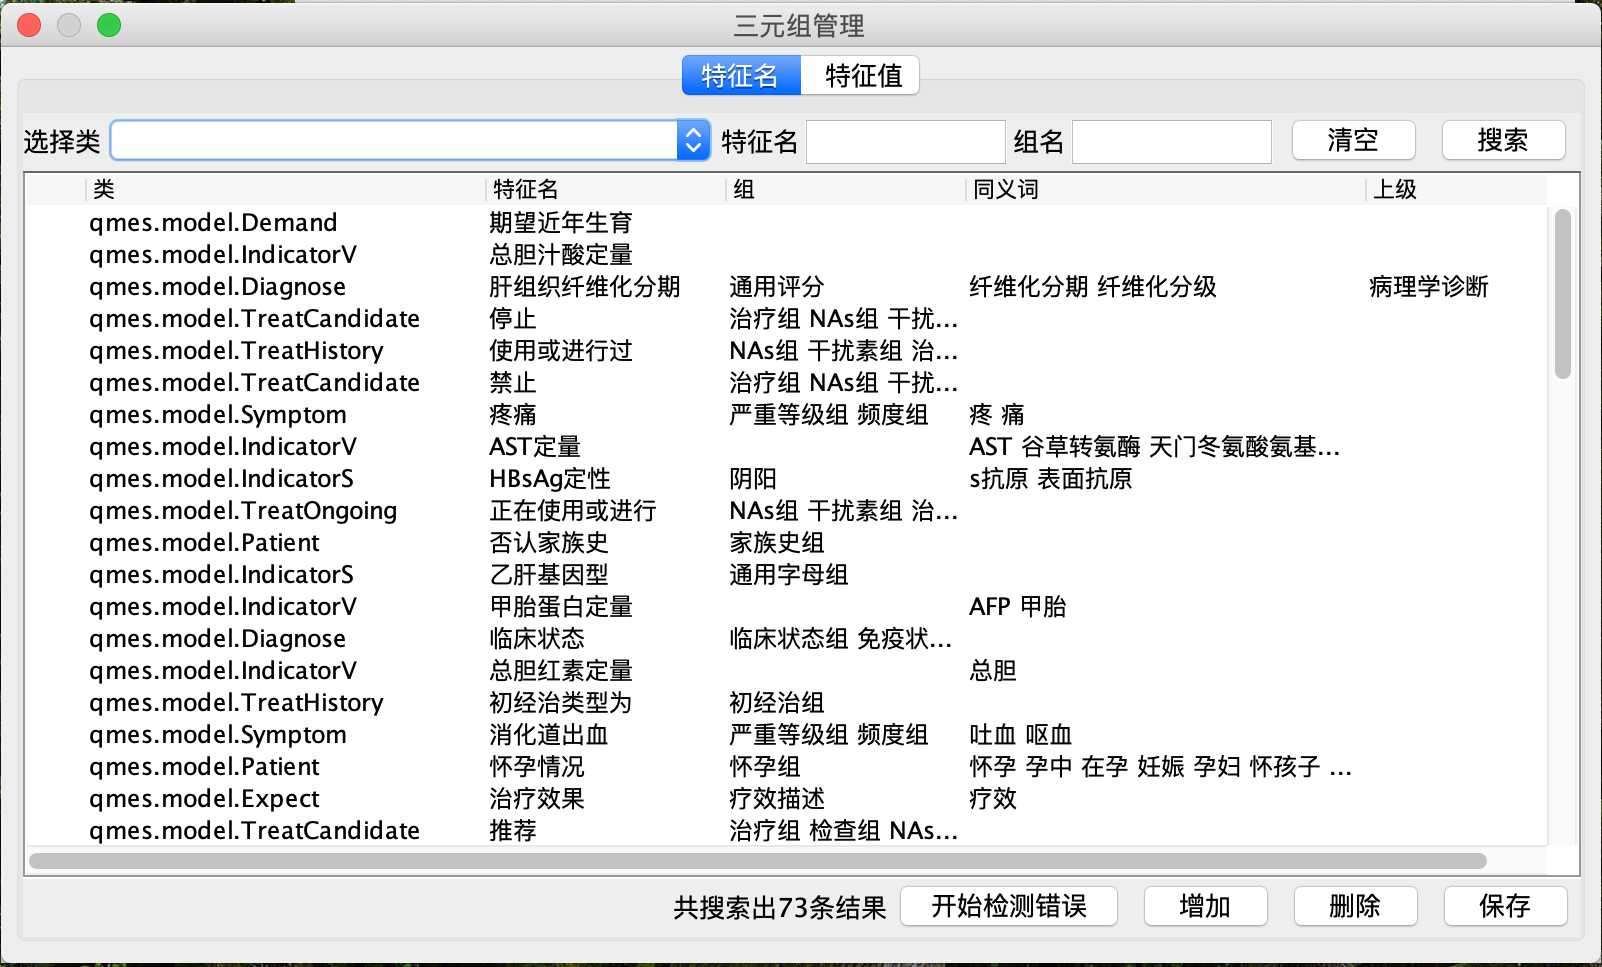 三元组管理
特征名 特征值
选择类 特征名 组名 清空 搜索
类 特征名 组 同义词 上级
qmes.model.Demand 期望近年生育
qmes.model.IndicatorV 总胆汁酸定量
qmes.model.Diagnose 肝组织纤维化分期 通用评分 纤维化分期 纤维化分级 病理学诊断
qmes.model.TreatCandidate 停止 治疗组 NAs组 干扰...
qmes.model.TreatHistory 使用或进行过 NAs组 干扰素组 治...
qmes.model.TreatCandidate 禁止 治疗组 NAs组 干扰...
qmes.model.Symptom 疼痛 严重等级组 频度组 疼 痛
qmes.model.IndicatorV AST定量 AST 谷草转氨酶 天门冬氨酸氨基...
qmes.model.IndicatorS HBsAg定性 阴阳 s抗原 表面抗原
qmes.model.TreatOngoing 正在使用或进行 NAs组 干扰素组 治...
qmes.model.Patient 否认家族史 家族史组
qmes.model.IndicatorS 乙肝基因型 通用字母组
qmes.model.IndicatorV 甲胎蛋白定量 AFP 甲胎
qmes.model.Diagnose 临床状态 临床状态组 免疫状...
qmes.model.IndicatorV 总胆红素定量 总胆
qmes.model.TreatHistory 初经治类型为 初经治组
qmes.model.Symptom 消化道出血 严重等级组 频度组 吐血 呕血
qmes.model.Patient 怀孕情况 怀孕组 怀孕 孕中 在孕 妊娠 孕妇 怀孩子 ...
qmes.model.Expect 治疗效果 疗效描述 疗效
qmes.model.TreatCandidate 推荐 治疗组 检查组 NAs...
共搜索出73条结果 开始检测错误 增加 删除 保存